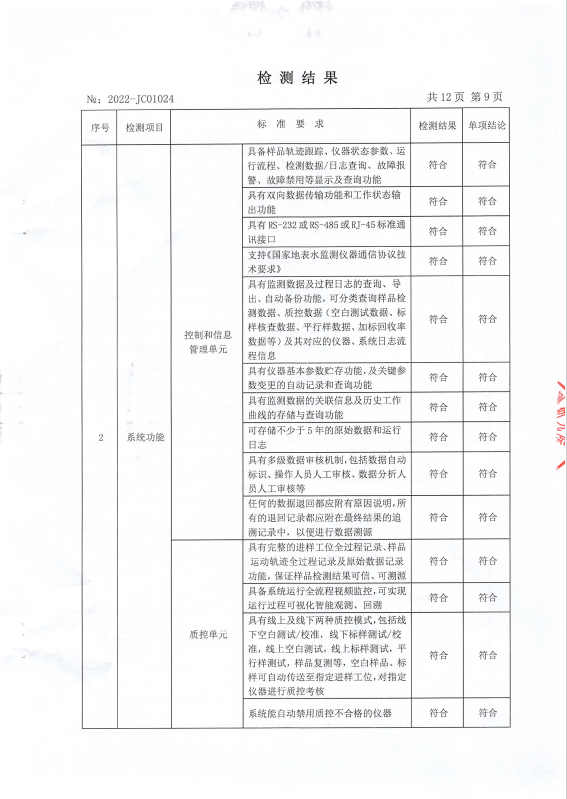 检测结果
№: 2022-JC01024
共 12 页 第 9 页
序号
检测项目
标 准 要 求
检测结果
单项结论
2
系统功能
控制和信息
管理单元
具备样品轨迹跟踪、仪器状态参数、运
行流程、检测数据/日志查询、故障报
警、故障禁用等显示及查询功能
符合
符合
具有双向数据传输功能和工作状态输
出功能
符合
符合
具有 RS-232 或 RS-485 或 RJ-45 标准通
讯接口
符合
符合
支持《国家地表水监测仪器通信协议技
术要求》
符合
符合
具有监测数据及过程日志的查询、导
出、自动备份功能，可分类查询样品检
测数据、质控数据（空白测试数据、标
样核查数据、平行样数据、加标回收率
数据等）及其对应的仪器、系统日志流
程信息
符合
符合
具有仪器基本参数贮存功能，及关键参
数变更的自动记录和查询功能
符合
符合
具有监测数据的关联信息及历史工作
曲线的存储与查询功能
符合
符合
可存储不少于 5 年的原始数据和运行
日志
符合
符合
具有多级数据审核机制，包括数据自动
标识、操作人员人工审核、数据分析人
员人工审核等
符合
符合
任何的数据退回都应附有原因说明，所
有的退回记录都应附在最终结果的追
溯记录中，以便进行数据溯源
符合
符合
质控单元
具有完整的进样工位全过程记录、样品
运动轨迹全过程记录及原始数据记录
功能，保证样品检测结果可信、可溯源
符合
符合
具备系统运行全流程视频监控，可实现
运行过程可视化智能观测、回溯
符合
符合
具有线上及线下两种质控模式，包括线
下空白测试/校准，线下标样测试/校
准，线上空白测试，线上标样测试，平
行样测试，样品复测等，空白样品、标
样可自动传送至指定进样工位，对指定
仪器进行质控考核
符合
符合
系统能自动禁用质控不合格的仪器
符合
符合